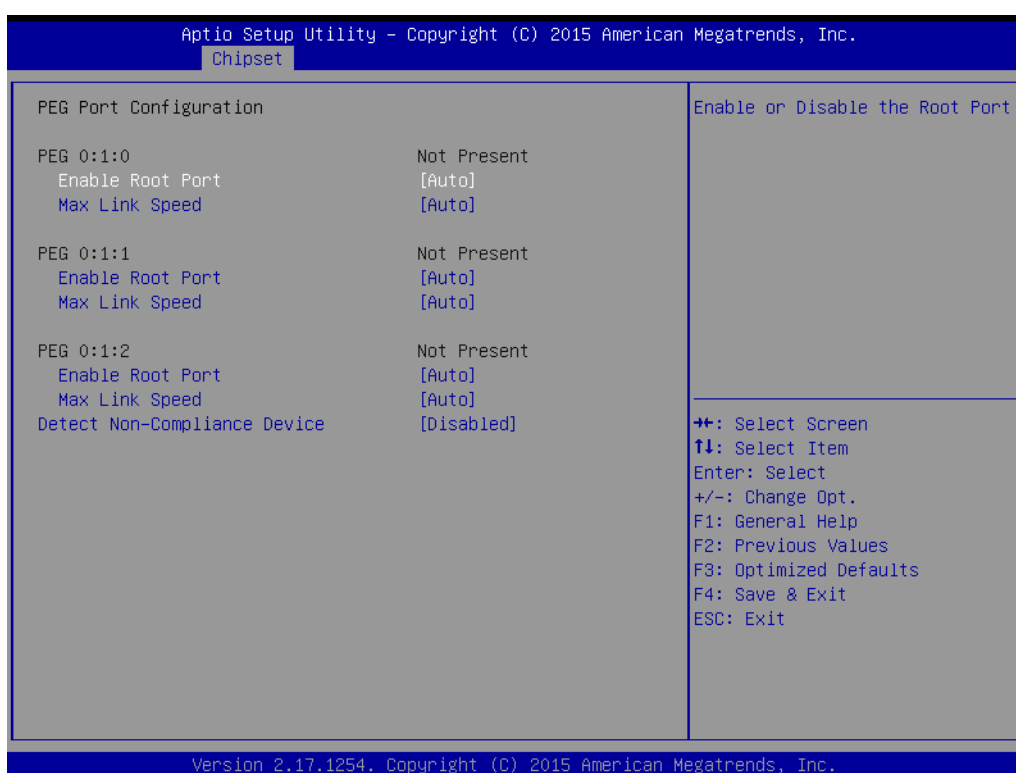 Aptio Setup Utility – Copyright (C) 2015 American Megatrends, Inc.
Chipset
PEG Port Configuration
PEG 0:1:0 Not Present
Enable Root Port [Auto]
Max Link Speed [Auto]
PEG 0:1:1 Not Present
Enable Root Port [Auto]
Max Link Speed [Auto]
PEG 0:1:2 Not Present
Enable Root Port [Auto]
Max Link Speed [Auto]
Detect Non-Compliance Device [Disabled]
Enable or Disable the Root Port
→←: Select Screen
↑↓: Select Item
Enter: Select
+/-: Change Opt.
F1: General Help
F2: Previous Values
F3: Optimized Defaults
F4: Save & Exit
ESC: Exit
Version 2.17.1254. Copyright (C) 2015 American Megatrends, Inc.